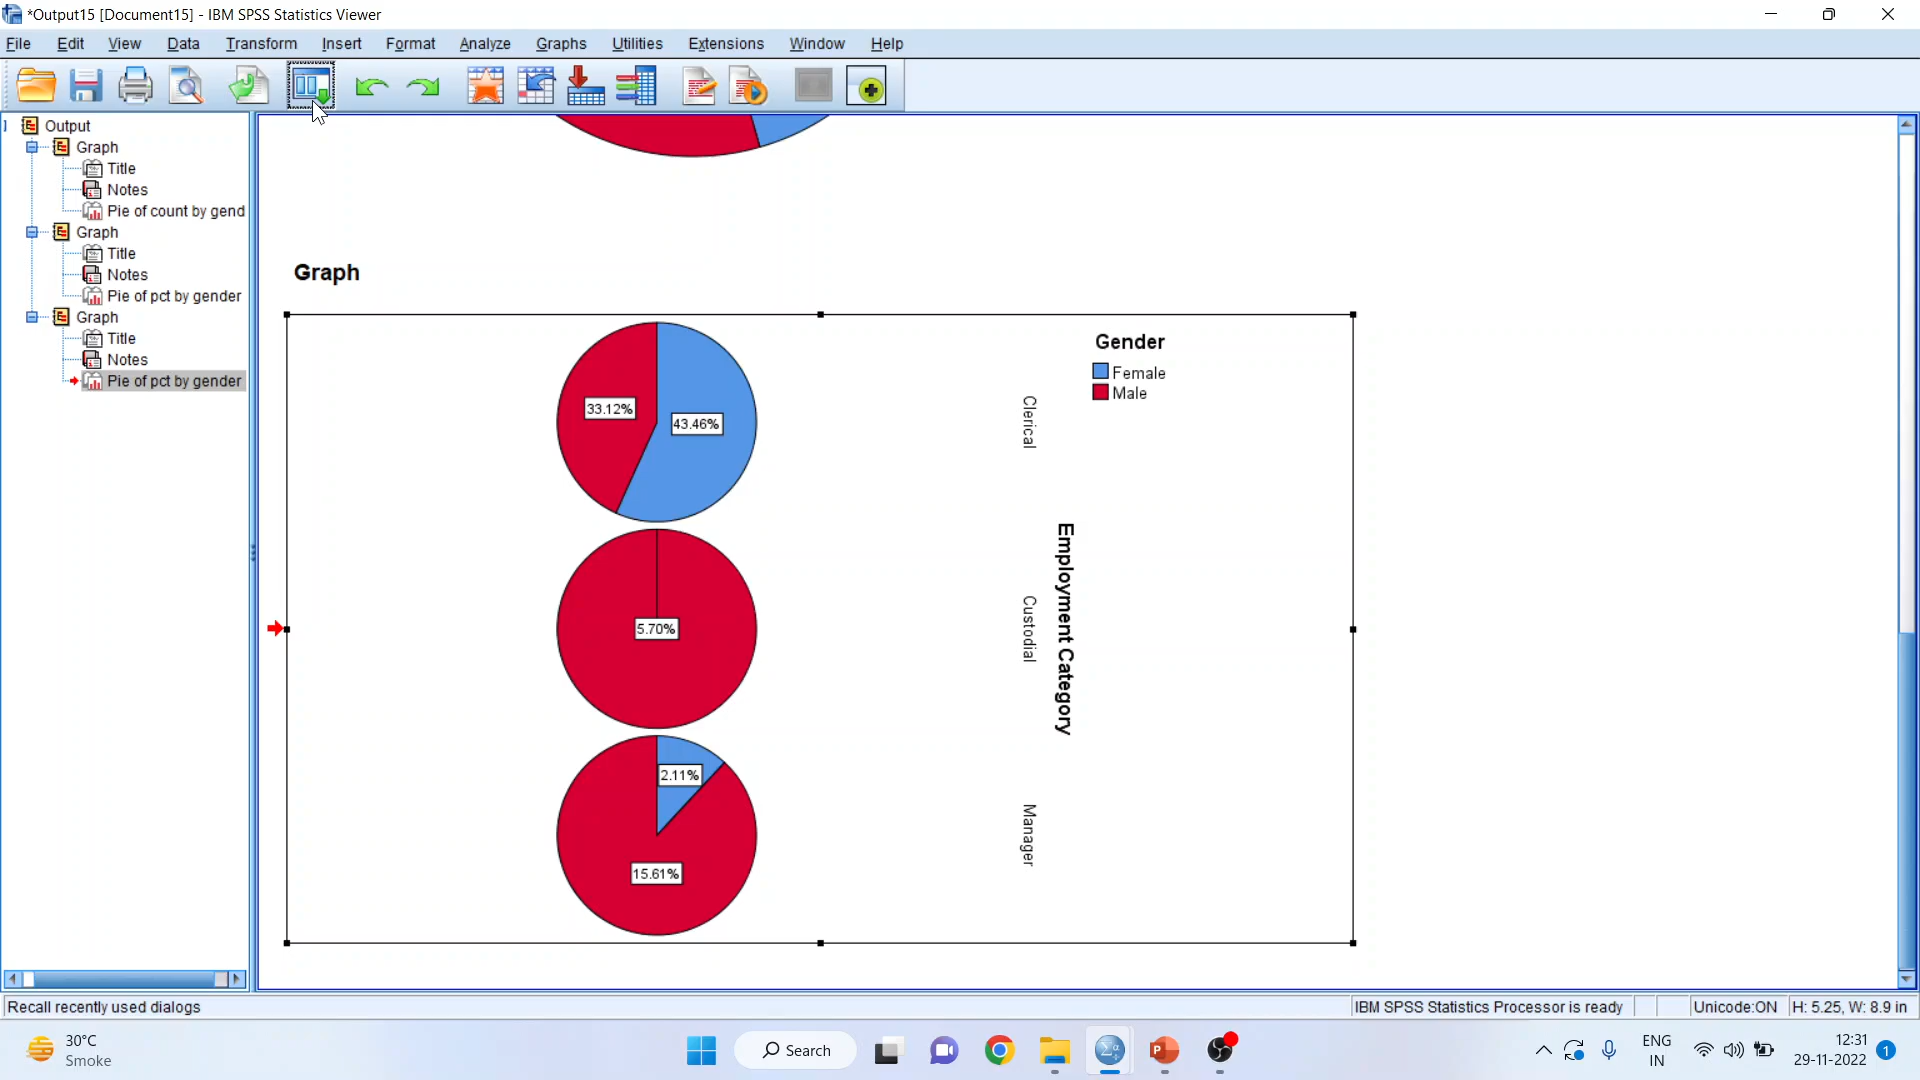 *Output15 [Document15] - IBM SPSS Statistics Viewer
File Edit View Data Transform Insert Format Analyze Graphs Utilities Extensions Window Help
Output
Graph
Title
Notes
Pie of count by gend
Graph
Title
Notes
Pie of pct by gender
Graph
Title
Notes
Pie of pct by gender
Graph
Gender
Female
Male
33.12%
43.46%
Clerical
5.70%
Custodial
Employment Category
2.11%
15.61%
Manager
Recall recently used dialogs
IBM SPSS Statistics Processor is ready
Unicode:ON
H: 5.25, W: 8.9 in
30°C
Smoke
Search
ENG
IN
12:31
29-11-2022
1